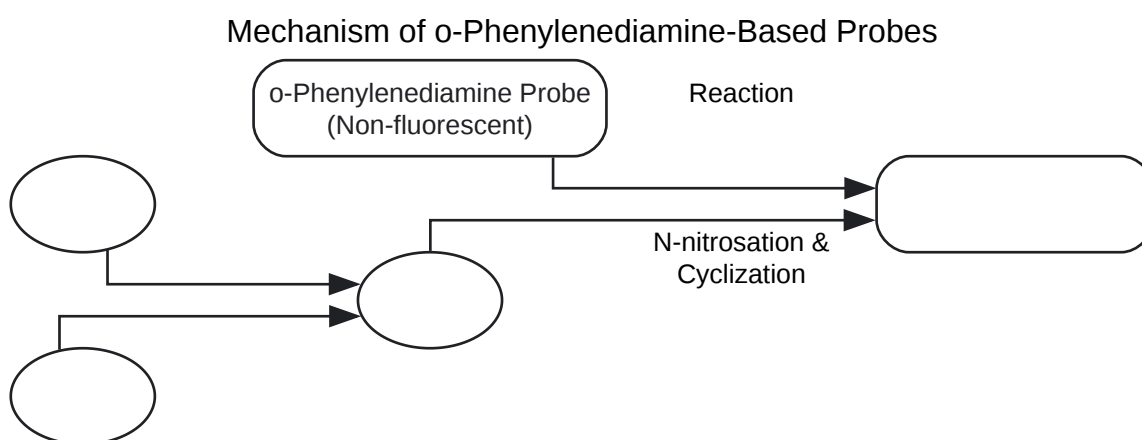 Mechanism of o-Phenylenediamine-Based Probes
o-Phenylenediamine Probe
(Non-fluorescent)
Reaction
N-nitrosation &
Cyclization